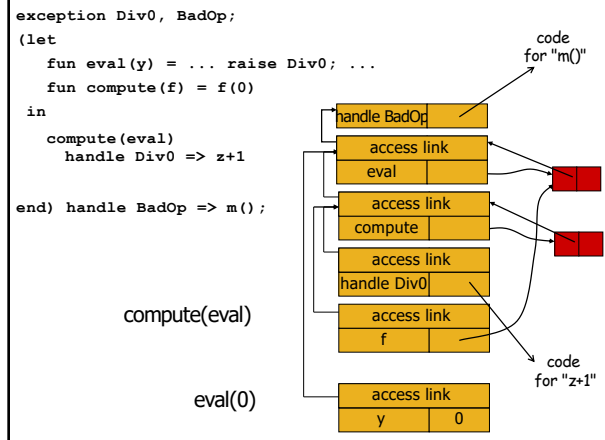 exception Div0, BadOp;
(let
fun eval(y) = ... raise Div0; ...
fun compute(f) = f(0)
in
compute(eval)
handle Div0 => z+1
end) handle BadOp => m();
code
for "m()"
handle BadOp
access link
eval
access link
compute
access link
handle Div0
compute(eval)
access link
f
code
for "z+1"
eval(0)
access link
y 0